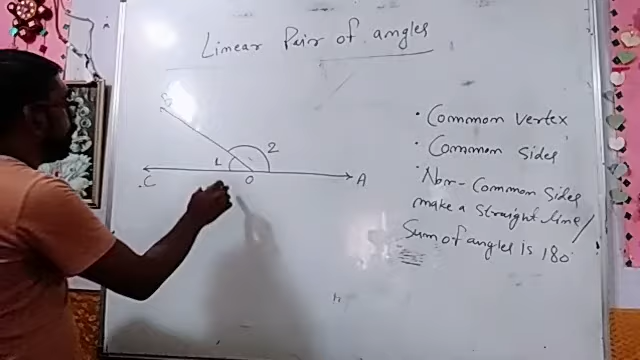 Linear Pair of angles
B
1 2
C O A
• Common vertex
• Common sides
• Non-Common sides
make a straight line/
Sum of angles is 180°